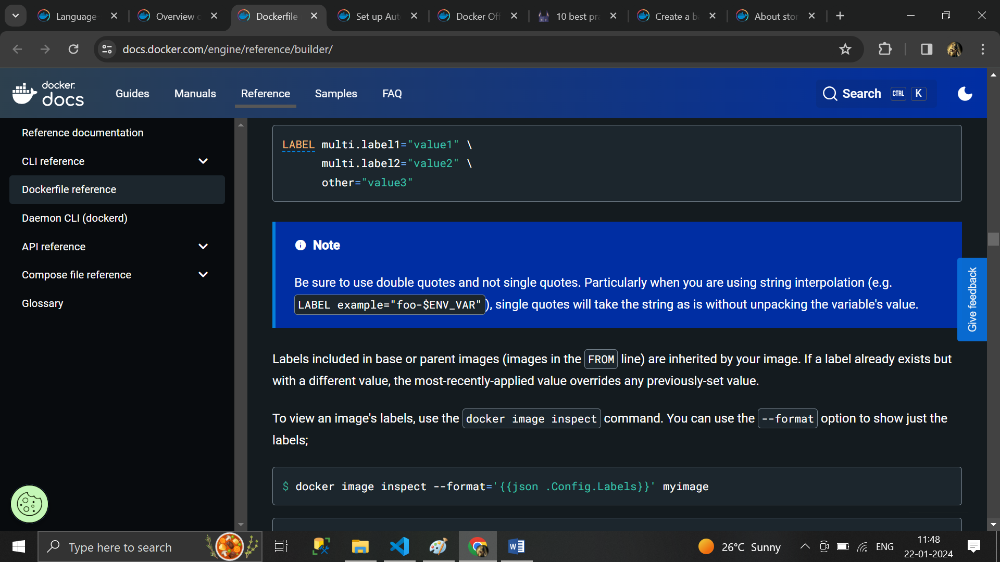 Language-
Overview c
Dockerfile
Set up Aut
Docker Off
10 best pra
Create a ba
About stor
docs.docker.com/engine/reference/builder/
docker
docs
Guides
Manuals
Reference
Samples
FAQ
Search
CTRL
K
Reference documentation
CLI reference
Dockerfile reference
Daemon CLI (dockerd)
API reference
Compose file reference
Glossary
LABEL multi.label1="value1" \
multi.label2="value2" \
other="value3"
Note
Be sure to use double quotes and not single quotes. Particularly when you are using string interpolation (e.g.
LABEL example="foo-$ENV_VAR"), single quotes will take the string as is without unpacking the variable's value.
Give feedback
Labels included in base or parent images (images in the FROM line) are inherited by your image. If a label already exists but
with a different value, the most-recently-applied value overrides any previously-set value.
To view an image's labels, use the docker image inspect command. You can use the --format option to show just the
labels;
$ docker image inspect --format='{{json .Config.Labels}}' myimage
Type here to search
26°C Sunny
ENG
11:48
22-01-2024